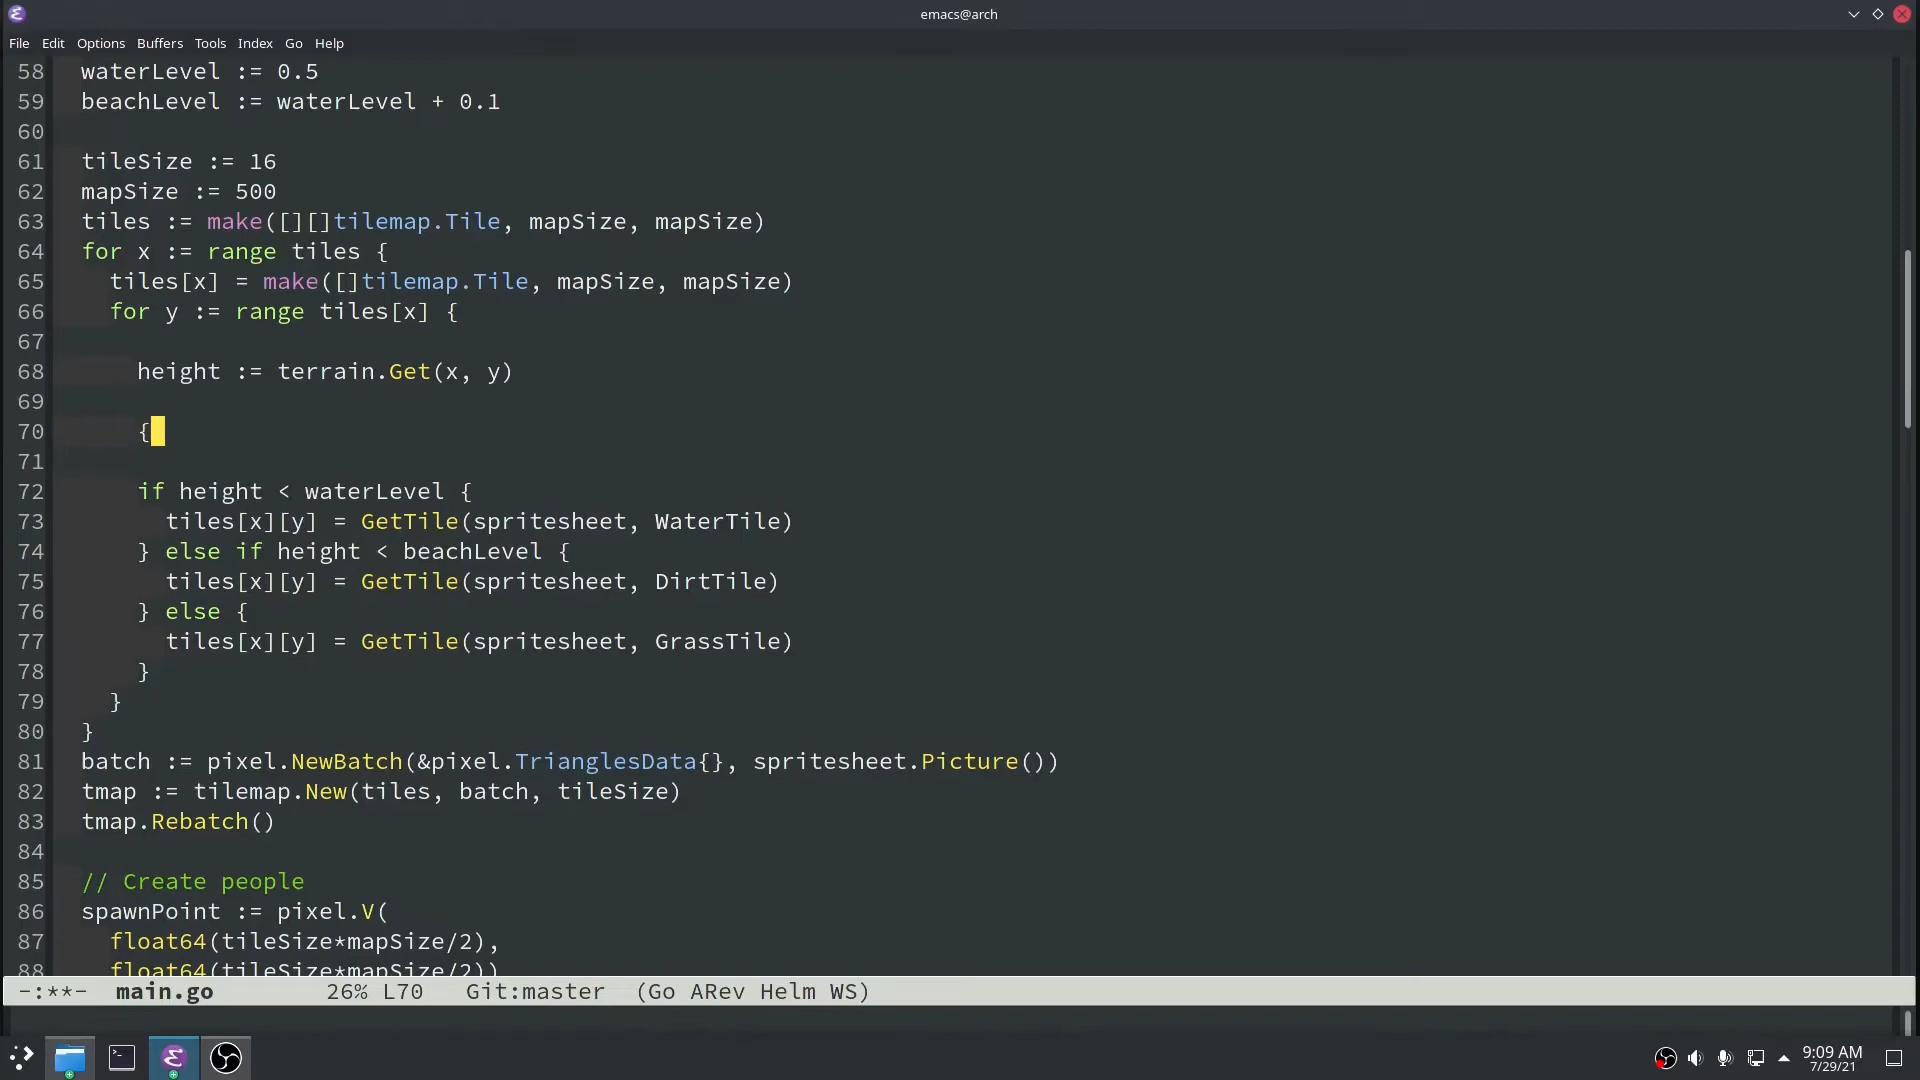 emacs@arch
File Edit Options Buffers Tools Index Go Help
58 waterLevel := 0.5
59 beachLevel := waterLevel + 0.1
60
61 tileSize := 16
62 mapSize := 500
63 tiles := make([][]tilemap.Tile, mapSize, mapSize)
64 for x := range tiles {
65 tiles[x] = make([]tilemap.Tile, mapSize, mapSize)
66 for y := range tiles[x] {
67
68 height := terrain.Get(x, y)
69
70 {
71
72 if height < waterLevel {
73 tiles[x][y] = GetTile(spritesheet, WaterTile)
74 } else if height < beachLevel {
75 tiles[x][y] = GetTile(spritesheet, DirtTile)
76 } else {
77 tiles[x][y] = GetTile(spritesheet, GrassTile)
78 }
79 }
80 }
81 batch := pixel.NewBatch(&pixel.TrianglesData{}, spritesheet.Picture())
82 tmap := tilemap.New(tiles, batch, tileSize)
83 tmap.Rebatch()
84
85 // Create people
86 spawnPoint := pixel.V(
87 float64(tileSize*mapSize/2),
88 float64(tileSize*mapSize/2))
-:**- main.go 26% L70 Git:master (Go ARev Helm WS)
9:09 AM
7/29/21